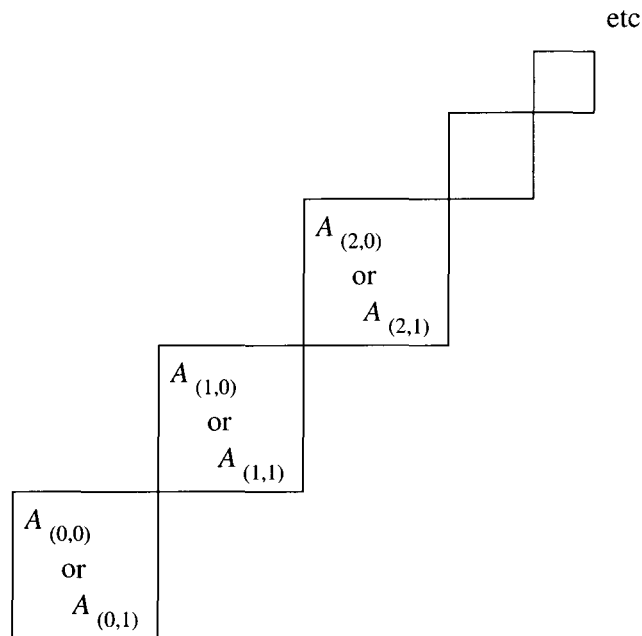 etc
A (2,0)
or
A (2,1)
A (1,0)
or
A (1,1)
A (0,0)
or
A (0,1)